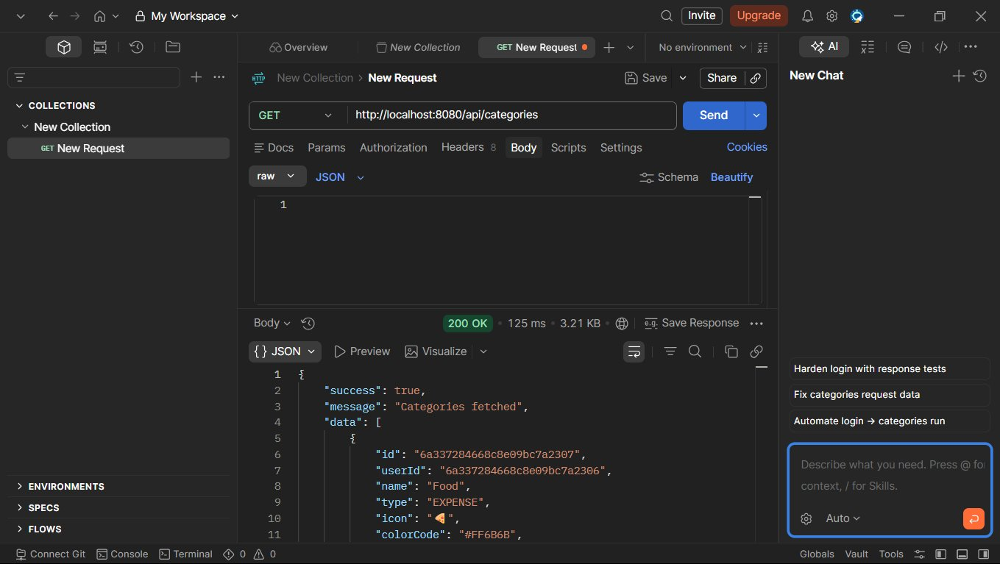 My Workspace
Invite
Upgrade
Overview
New Collection
GET New Request
No environment
AI
New Collection > New Request
Save
Share
New Chat
COLLECTIONS
New Collection
GET New Request
HTTP
GET
http://localhost:8080/api/categories
Send
Docs
Params
Authorization
Headers 8
Body
Scripts
Settings
Cookies
raw
JSON
Schema
Beautify
1
Body
200 OK
125 ms
3.21 KB
e.g. Save Response
{} JSON
Preview
Visualize
1 {
2 "success": true,
3 "message": "Categories fetched",
4 "data": [
5 {
6 "id": "6a337284668c8e09bc7a2307",
7 "userId": "6a337284668c8e09bc7a2306",
8 "name": "Food",
9 "type": "EXPENSE",
10 "icon": "🍕",
11 "colorCode": "#FF6B6B",
Harden login with response tests
Fix categories request data
Automate login → categories run
Describe what you need. Press @ for
context, / for Skills.
Auto
ENVIRONMENTS
SPECS
FLOWS
Connect Git
Console
Terminal
0
0
Globals
Vault
Tools